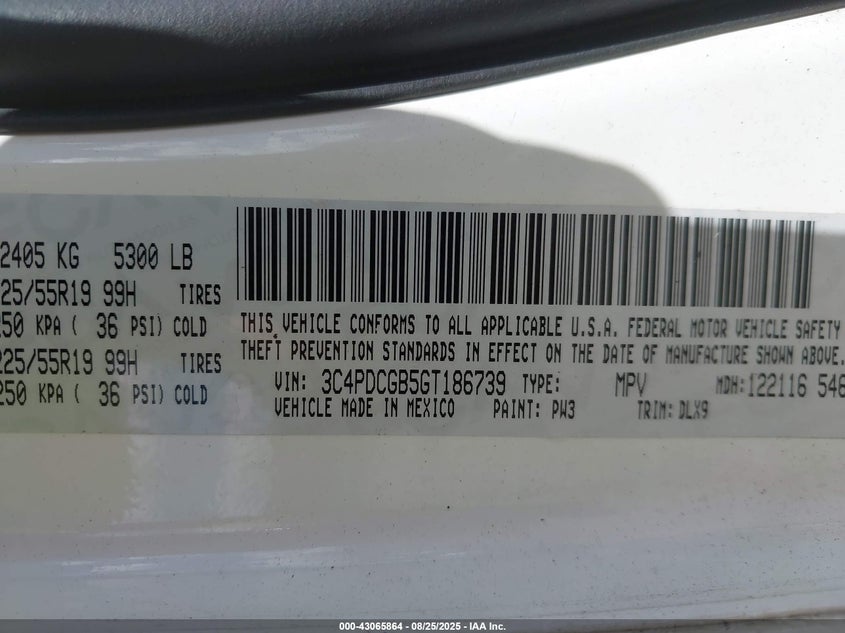 2405 KG 5300 LB
25/55R19 99H TIRES
250 KPA ( 36 PSI) COLD
225/55R19 99H TIRES
250 KPA ( 36 PSI) COLD
THIS VEHICLE CONFORMS TO ALL APPLICABLE U.S.A. FEDERAL MOTOR VEHICLE SAFETY
THEFT PREVENTION STANDARDS IN EFFECT ON THE DATE OF MANUFACTURE SHOWN ABOVE.
VIN: 3C4PDCGB5GT186739 TYPE: MPV MDH: 122116 546
VEHICLE MADE IN MEXICO PAINT: PW3 TRIM: DLX9
000-43065864 - 08/25/2025 - IAA Inc.